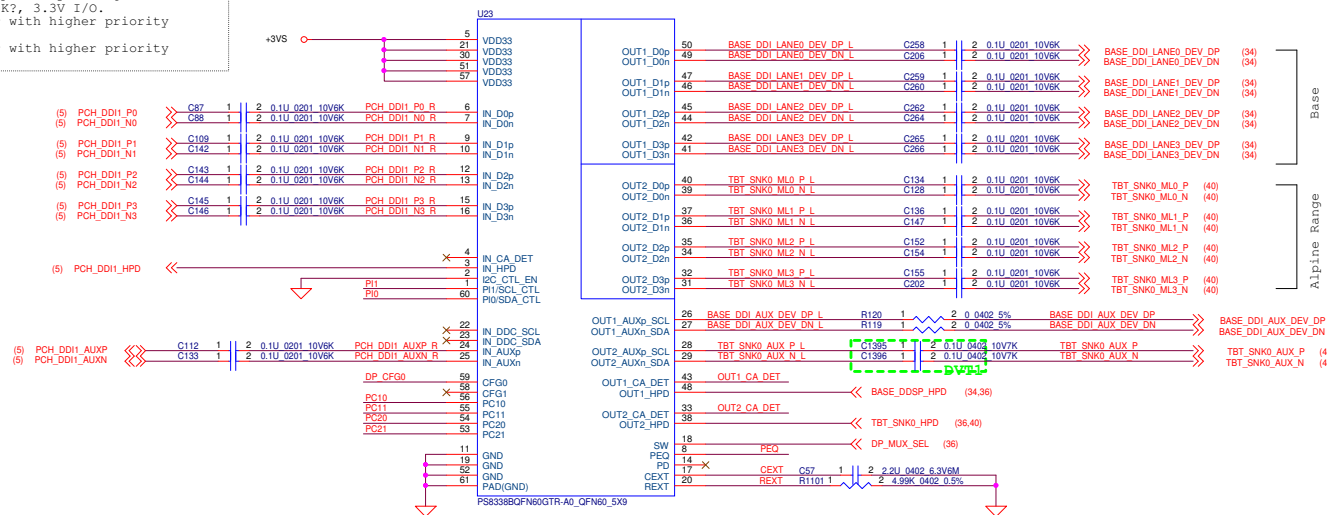 K?, 3.3V I/O.
with higher priority
with higher priority
U23
+3VS
5 VDD33
21 VDD33
30 VDD33
51 VDD33
57 VDD33
(5) PCH_DDI1_P0 C87 1 2 0.1U_0201_10V6K PCH_DDI1_P0_R 6 IN_D0p
(5) PCH_DDI1_N0 C88 1 2 0.1U_0201_10V6K PCH_DDI1_N0_R 7 IN_D0n
(5) PCH_DDI1_P1 C109 1 2 0.1U_0201_10V6K PCH_DDI1_P1_R 9 IN_D1p
(5) PCH_DDI1_N1 C142 1 2 0.1U_0201_10V6K PCH_DDI1_N1_R 10 IN_D1n
(5) PCH_DDI1_P2 C143 1 2 0.1U_0201_10V6K PCH_DDI1_P2_R 12 IN_D2p
(5) PCH_DDI1_N2 C144 1 2 0.1U_0201_10V6K PCH_DDI1_N2_R 13 IN_D2n
(5) PCH_DDI1_P3 C145 1 2 0.1U_0201_10V6K PCH_DDI1_P3_R 15 IN_D3p
(5) PCH_DDI1_N3 C146 1 2 0.1U_0201_10V6K PCH_DDI1_N3_R 16 IN_D3n
4 IN_CA_DET
(5) PCH_DDI1_HPD 3 IN_HPD
2 I2C_CTL_EN
PI1 1 PI1/SCL_CTL
PI0 60 PI0/SDA_CTL
22 IN_DDC_SCL
23 IN_DDC_SDA
(5) PCH_DDI1_AUXP C112 1 2 0.1U_0201_10V6K PCH_DDI1_AUXP_R 24 IN_AUXp
(5) PCH_DDI1_AUXN C133 1 2 0.1U_0201_10V6K PCH_DDI1_AUXN_R 25 IN_AUXn
DP_CFG0 59 CFG0
58 CFG1
PC10 56 PC10
PC11 55 PC11
PC20 54 PC20
PC21 53 PC21
11 GND
19 GND
52 GND
61 PAD(GND)
PS8338BQFN60GTR-A0_QFN60_5X9
OUT1_D0p 50 BASE_DDI_LANE0_DEV_DP_L C258 1 2 0.1U_0201_10V6K BASE_DDI_LANE0_DEV_DP (34)
OUT1_D0n 49 BASE_DDI_LANE0_DEV_DN_L C206 1 2 0.1U_0201_10V6K BASE_DDI_LANE0_DEV_DN (34)
OUT1_D1p 47 BASE_DDI_LANE1_DEV_DP_L C259 1 2 0.1U_0201_10V6K BASE_DDI_LANE1_DEV_DP (34)
OUT1_D1n 46 BASE_DDI_LANE1_DEV_DN_L C260 1 2 0.1U_0201_10V6K BASE_DDI_LANE1_DEV_DN (34)
OUT1_D2p 45 BASE_DDI_LANE2_DEV_DP_L C262 1 2 0.1U_0201_10V6K BASE_DDI_LANE2_DEV_DP (34)
OUT1_D2n 44 BASE_DDI_LANE2_DEV_DN_L C264 1 2 0.1U_0201_10V6K BASE_DDI_LANE2_DEV_DN (34)
OUT1_D3p 42 BASE_DDI_LANE3_DEV_DP_L C265 1 2 0.1U_0201_10V6K BASE_DDI_LANE3_DEV_DP (34)
OUT1_D3n 41 BASE_DDI_LANE3_DEV_DN_L C266 1 2 0.1U_0201_10V6K BASE_DDI_LANE3_DEV_DN (34)
Base
OUT2_D0p 40 TBT_SNK0_ML0_P_L C134 1 2 0.1U_0201_10V6K TBT_SNK0_ML0_P (40)
OUT2_D0n 39 TBT_SNK0_ML0_N_L C128 1 2 0.1U_0201_10V6K TBT_SNK0_ML0_N (40)
OUT2_D1p 37 TBT_SNK0_ML1_P_L C136 1 2 0.1U_0201_10V6K TBT_SNK0_ML1_P (40)
OUT2_D1n 36 TBT_SNK0_ML1_N_L C147 1 2 0.1U_0201_10V6K TBT_SNK0_ML1_N (40)
OUT2_D2p 35 TBT_SNK0_ML2_P_L C152 1 2 0.1U_0201_10V6K TBT_SNK0_ML2_P (40)
OUT2_D2n 34 TBT_SNK0_ML2_N_L C154 1 2 0.1U_0201_10V6K TBT_SNK0_ML2_N (40)
OUT2_D3p 32 TBT_SNK0_ML3_P_L C155 1 2 0.1U_0201_10V6K TBT_SNK0_ML3_P (40)
OUT2_D3n 31 TBT_SNK0_ML3_N_L C202 1 2 0.1U_0201_10V6K TBT_SNK0_ML3_N (40)
Alpine Range
OUT1_AUXp_SCL 26 BASE_DDI_AUX_DEV_DP_L R120 1 2 0_0402_5% BASE_DDI_AUX_DEV_DP BASE_DDI_AUX_DEV_DP
OUT1_AUXn_SDA 27 BASE_DDI_AUX_DEV_DN_L R119 1 2 0_0402_5% BASE_DDI_AUX_DEV_DN BASE_DDI_AUX_DEV_DN
OUT2_AUXp_SCL 28 TBT_SNK0_AUX_P_L C1395 1 2 0.1U_0402_10V7K TBT_SNK0_AUX_P TBT_SNK0_AUX_P (4
OUT2_AUXn_SDA 29 TBT_SNK0_AUX_N_L C1396 1 2 0.1U_0402_10V7K TBT_SNK0_AUX_N TBT_SNK0_AUX_N (4
DVT1
OUT1_CA_DET 43 OUT1_CA_DET
OUT1_HPD 48 BASE_DDSP_HPD (34,36)
OUT2_CA_DET 33 OUT2_CA_DET
OUT2_HPD 38 TBT_SNK0_HPD (36,40)
SW 18 DP_MUX_SEL (36)
PEQ 8 PEQ
PD 14
CEXT 17 CEXT C57 1 2 2.2U_0402_6.3V6M
REXT 20 REXT R1101 1 2 4.99K_0402_0.5%